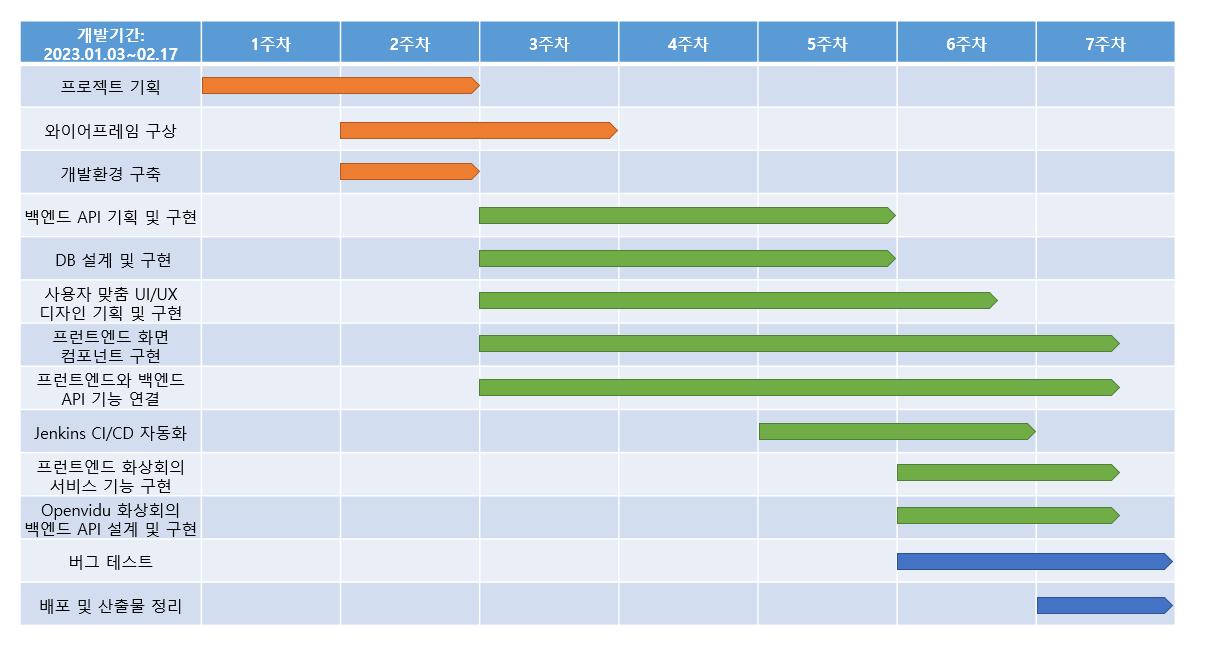 개발기간:
2023.01.03~02.17
1주차
2주차
3주차
4주차
5주차
6주차
7주차
프로젝트 기획
와이어프레임 구상
개발환경 구축
백엔드 API 기획 및 구현
DB 설계 및 구현
사용자 맞춤 UI/UX
디자인 기획 및 구현
프런트엔드 화면
컴포넌트 구현
프런트엔드와 백엔드
API 기능 연결
Jenkins CI/CD 자동화
프런트엔드 화상회의
서비스 기능 구현
Openvidu 화상회의
백엔드 API 설계 및 구현
버그 테스트
배포 및 산출물 정리